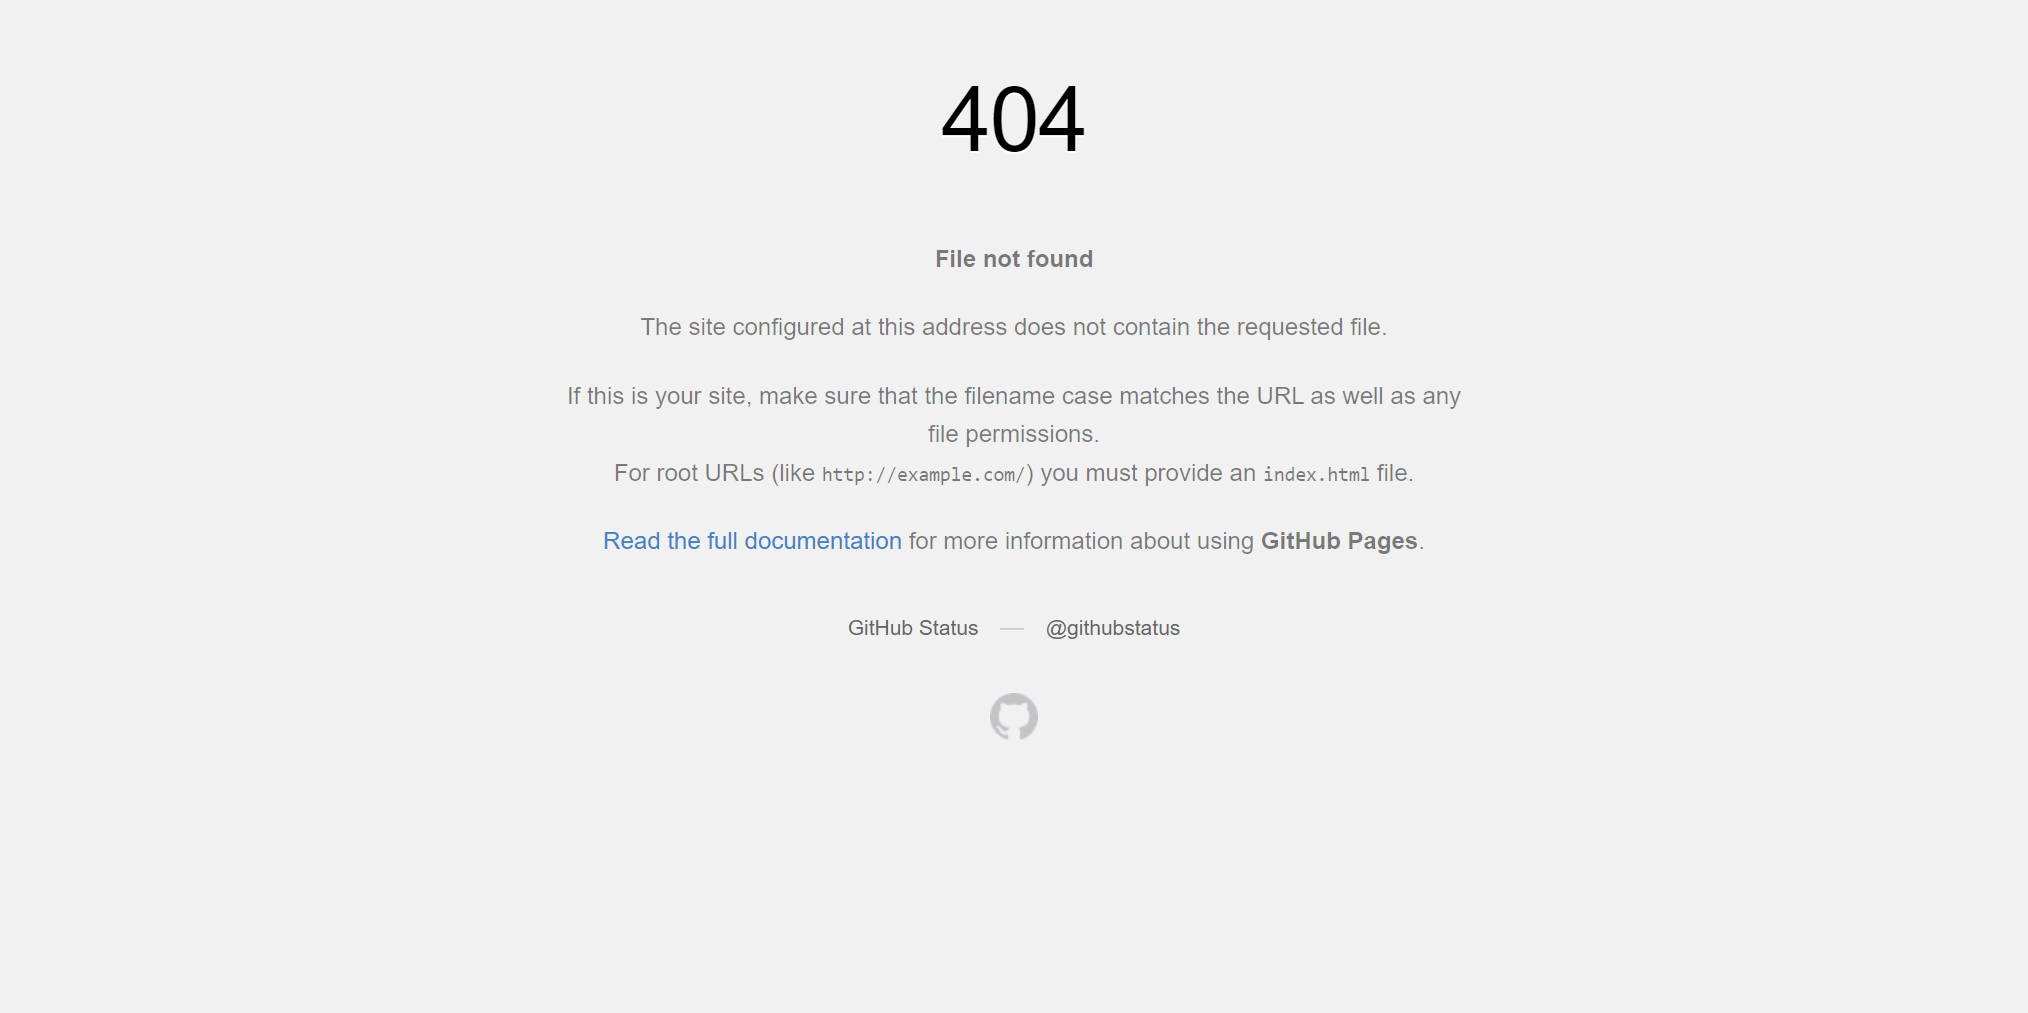 404
File not found
The site configured at this address does not contain the requested file.
If this is your site, make sure that the filename case matches the URL as well as any
file permissions.
For root URLs (like http://example.com/) you must provide an index.html file.
Read the full documentation for more information about using GitHub Pages.
GitHub Status — @githubstatus